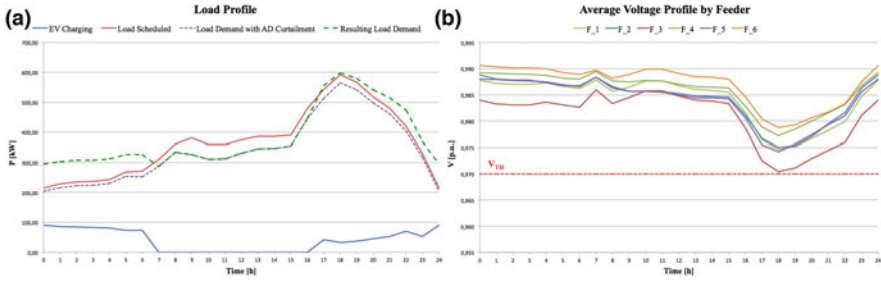 (a)
Load Profile
EV Charging Load Scheduled Load Demand with AD Curtailment Resulting Load Demand
700,00
600,00
500,00
400,00
300,00
200,00
100,00
0,00
P [kW]
0 1 2 3 4 5 6 7 8 9 10 11 12 13 14 15 16 17 18 19 20 21 22 23 24
Time [h]
(b)
Average Voltage Profile by Feeder
F_1 F_2 F_3 F_4 F_5 F_6
0,995
0,990
0,985
0,980
0,975
0,970
0,965
0,960
0,955
V [p.u.]
V_TH
0 1 2 3 4 5 6 7 8 9 10 11 12 13 14 15 16 17 18 19 20 21 22 23 24
Time [h]